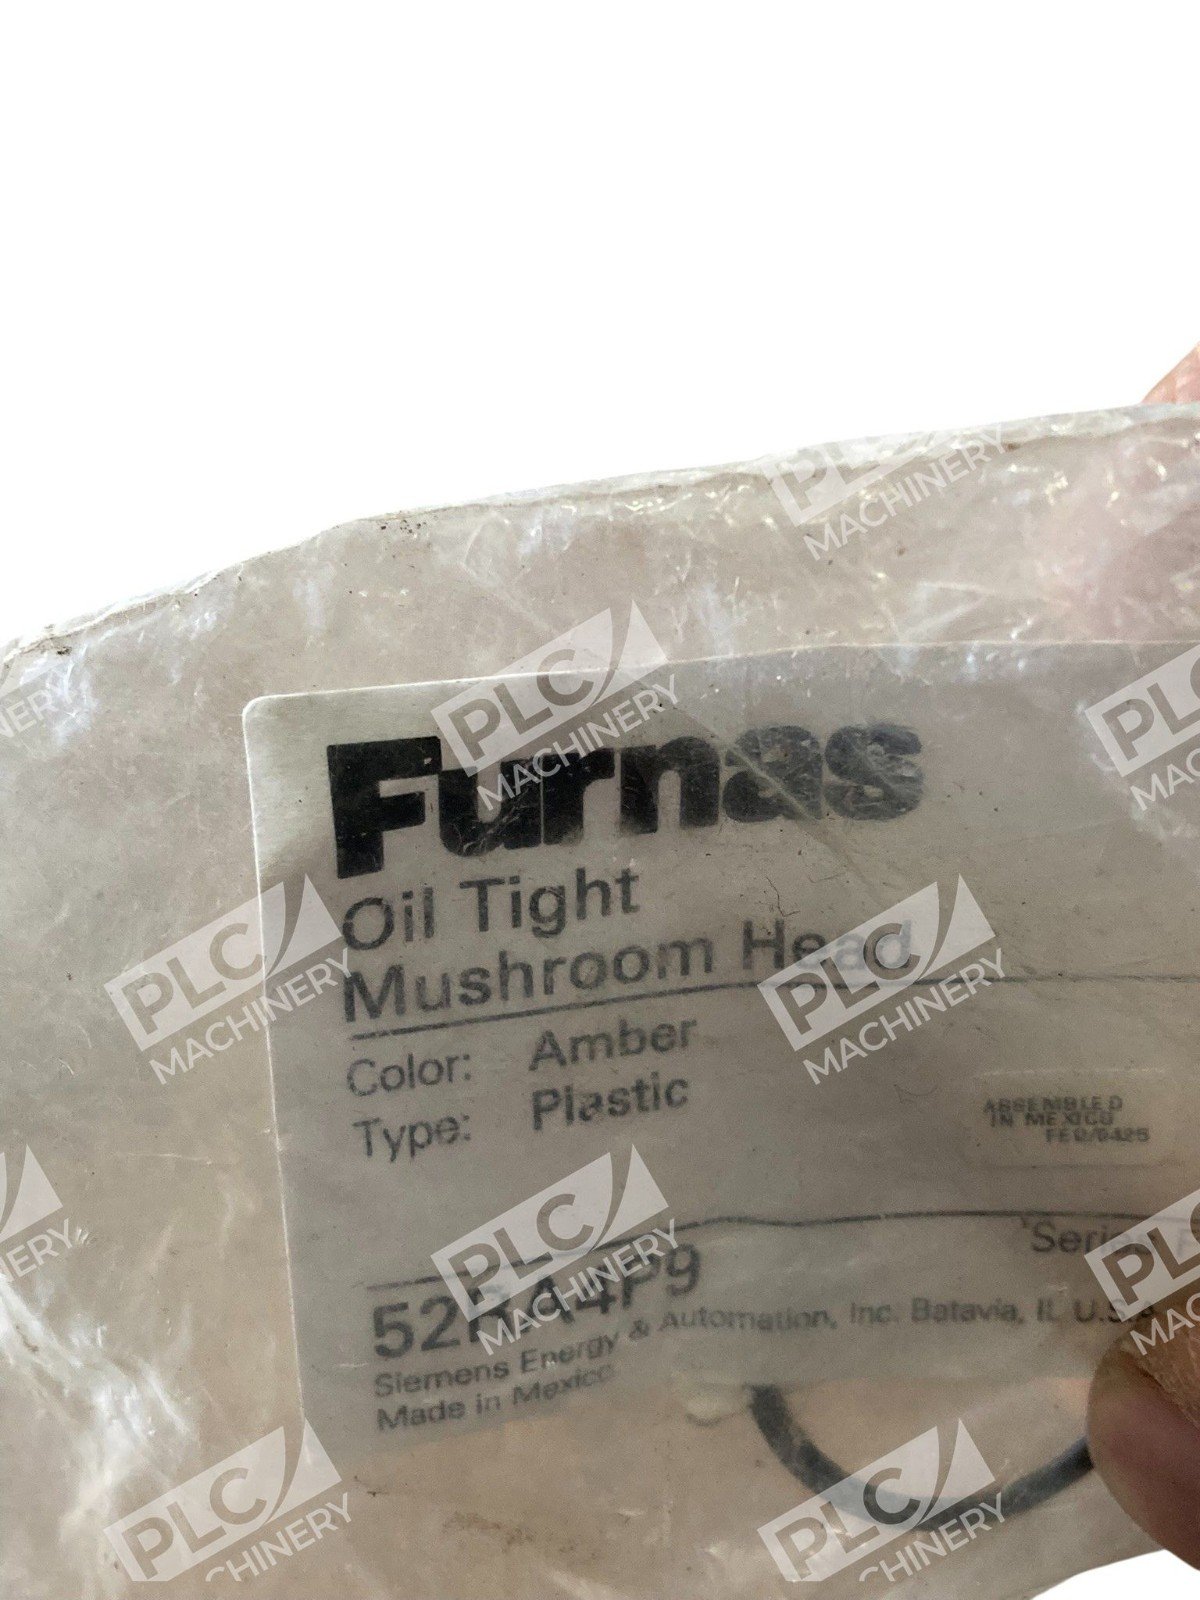 Furnas
Oil Tight
Mushroom Head
Color: Amber
Type: Plastic
ASSEMBLED
IN MEXICO
Series
52RA4P9
Siemens Energy & Automation, Inc. Batavia, IL U.S.A.
Made in Mexico
PLC
MACHINERY